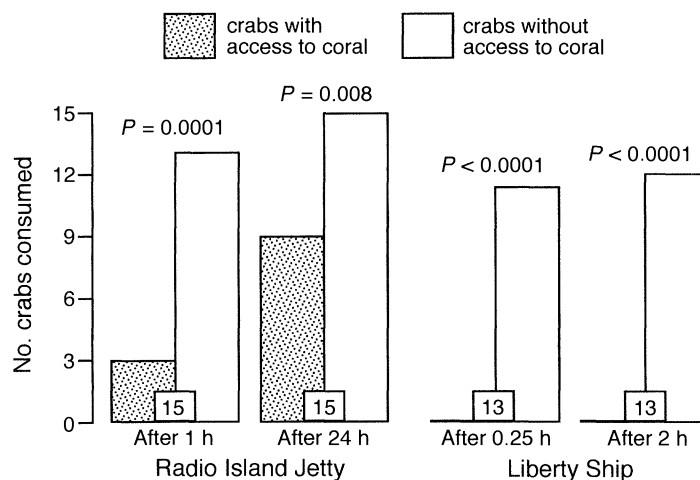 crabs with
access to coral
crabs without
access to coral
P = 0.0001
P = 0.008
P < 0.0001
P < 0.0001
No. crabs consumed
15
12
9
6
3
0
15
15
13
13
After 1 h
After 24 h
After 0.25 h
After 2 h
Radio Island Jetty
Liberty Ship